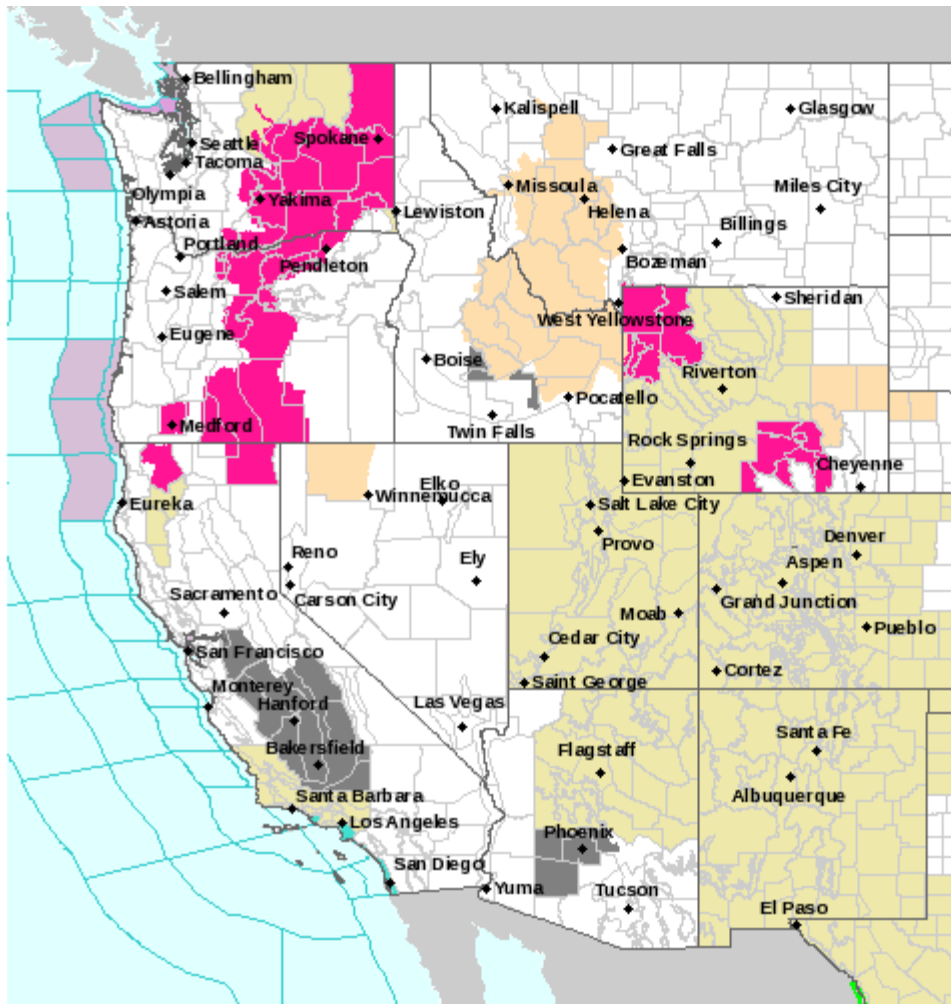 Bellingham
Kalispell
Glasgow
Seattle
Spokane
Great Falls
Tacoma
Olympia
Yakima
Missoula
Helena
Miles City
Astoria
Lewiston
Billings
Portland
Pendleton
Bozeman
Salem
West Yellowstone
Sheridan
Eugene
Boise
Riverton
Pocatello
Medford
Twin Falls
Rock Springs
Cheyenne
Eureka
Winnemucca
Elko
Evanston
Salt Lake City
Provo
Denver
Reno
Ely
Aspen
Carson City
Grand Junction
Sacramento
Moab
Pueblo
San Francisco
Cedar City
Cortez
Monterey
Saint George
Hanford
Las Vegas
Bakersfield
Flagstaff
Santa Fe
Albuquerque
Santa Barbara
Los Angeles
Phoenix
San Diego
Yuma
Tucson
El Paso